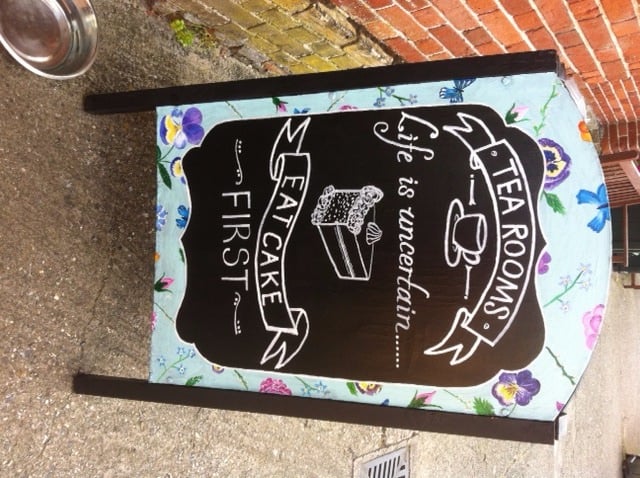 TEA ROOMS
Life is uncertain......
EAT CAKE
FIRST